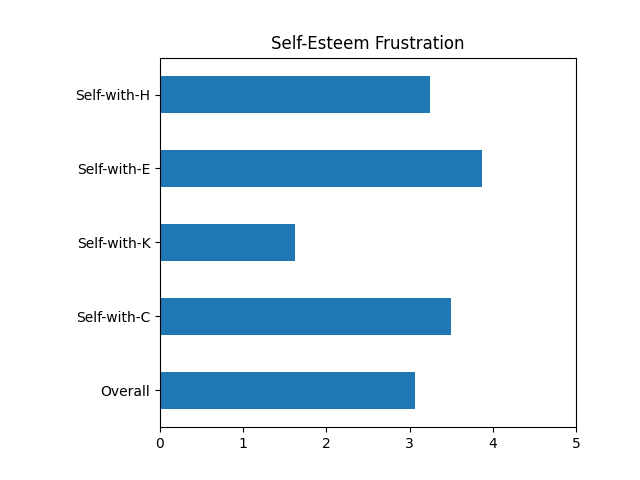 Self-Esteem Frustration
Self-with-H
Self-with-E
Self-with-K
Self-with-C
Overall
0 1 2 3 4 5